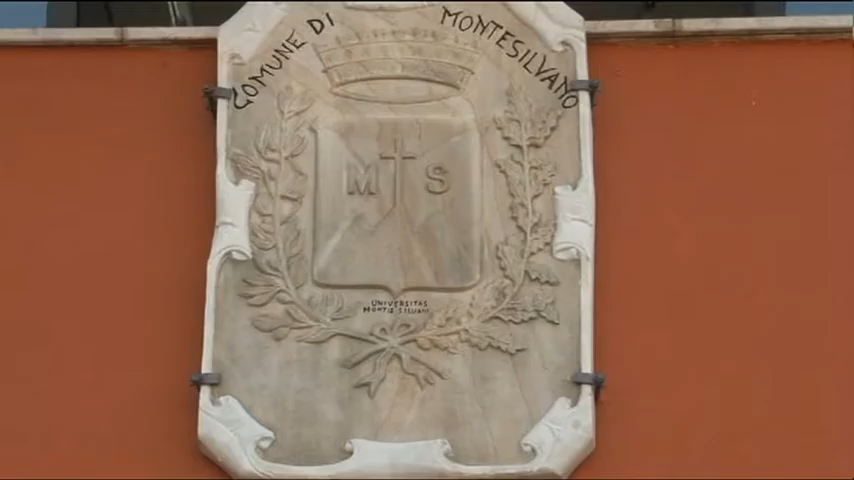 COMUNE DI MONTESILVANO
M S
UNIVERSITAS
MONTIS SILVANI